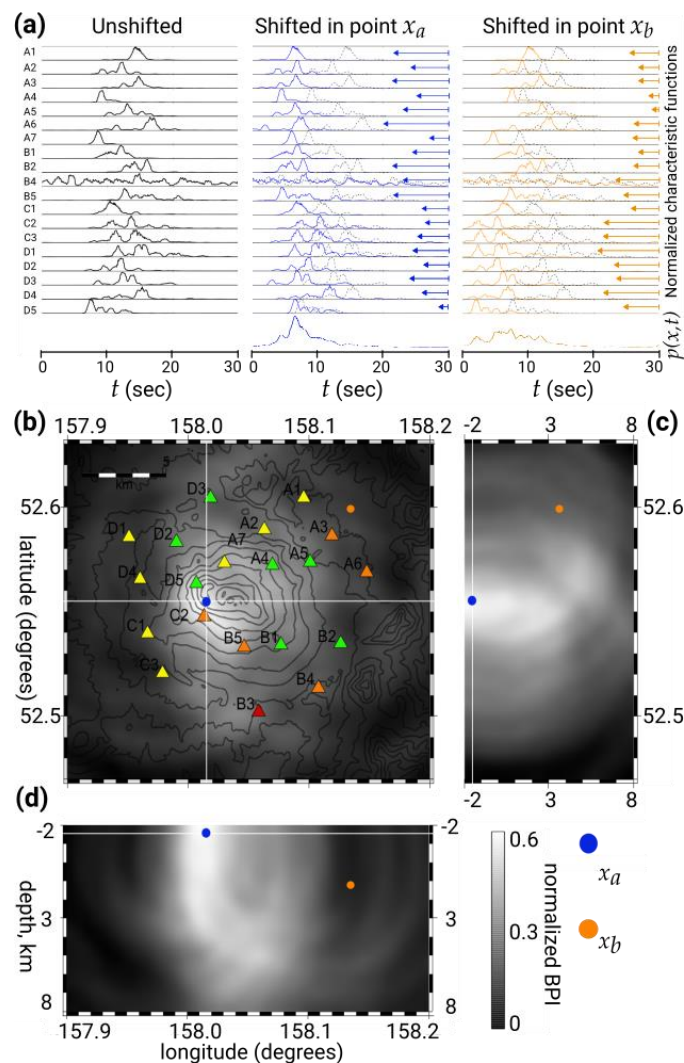 (a) Unshifted Shifted in point xₐ Shifted in point x_b
A1
A2
A3
A4
A5
A6
A7
B1
B2
B4
B5
C1
C2
C3
D1
D2
D3
D4
D5
Normalized characteristic functions
p(x,t)
0 10 20 30 0 10 20 30 0 10 20 30
t (sec) t (sec) t (sec)
(b) 157.9 158.0 158.1 158.2 -2 3 8 (c)
0 5
km
D3 A1
D1 D2 A2 A3
A7
A4 A5 A6
D4 D5
C2
C1 B5 B1 B2
C3 B4
B3
52.6
52.5
latitude (degrees)
52.6
52.5
-2 3 8
(d)
-2
3
8
depth, km
-2
3
8
157.9 158.0 158.1 158.2
longitude (degrees)
0.6
0.3
0
normalized BPI
xₐ
x_b